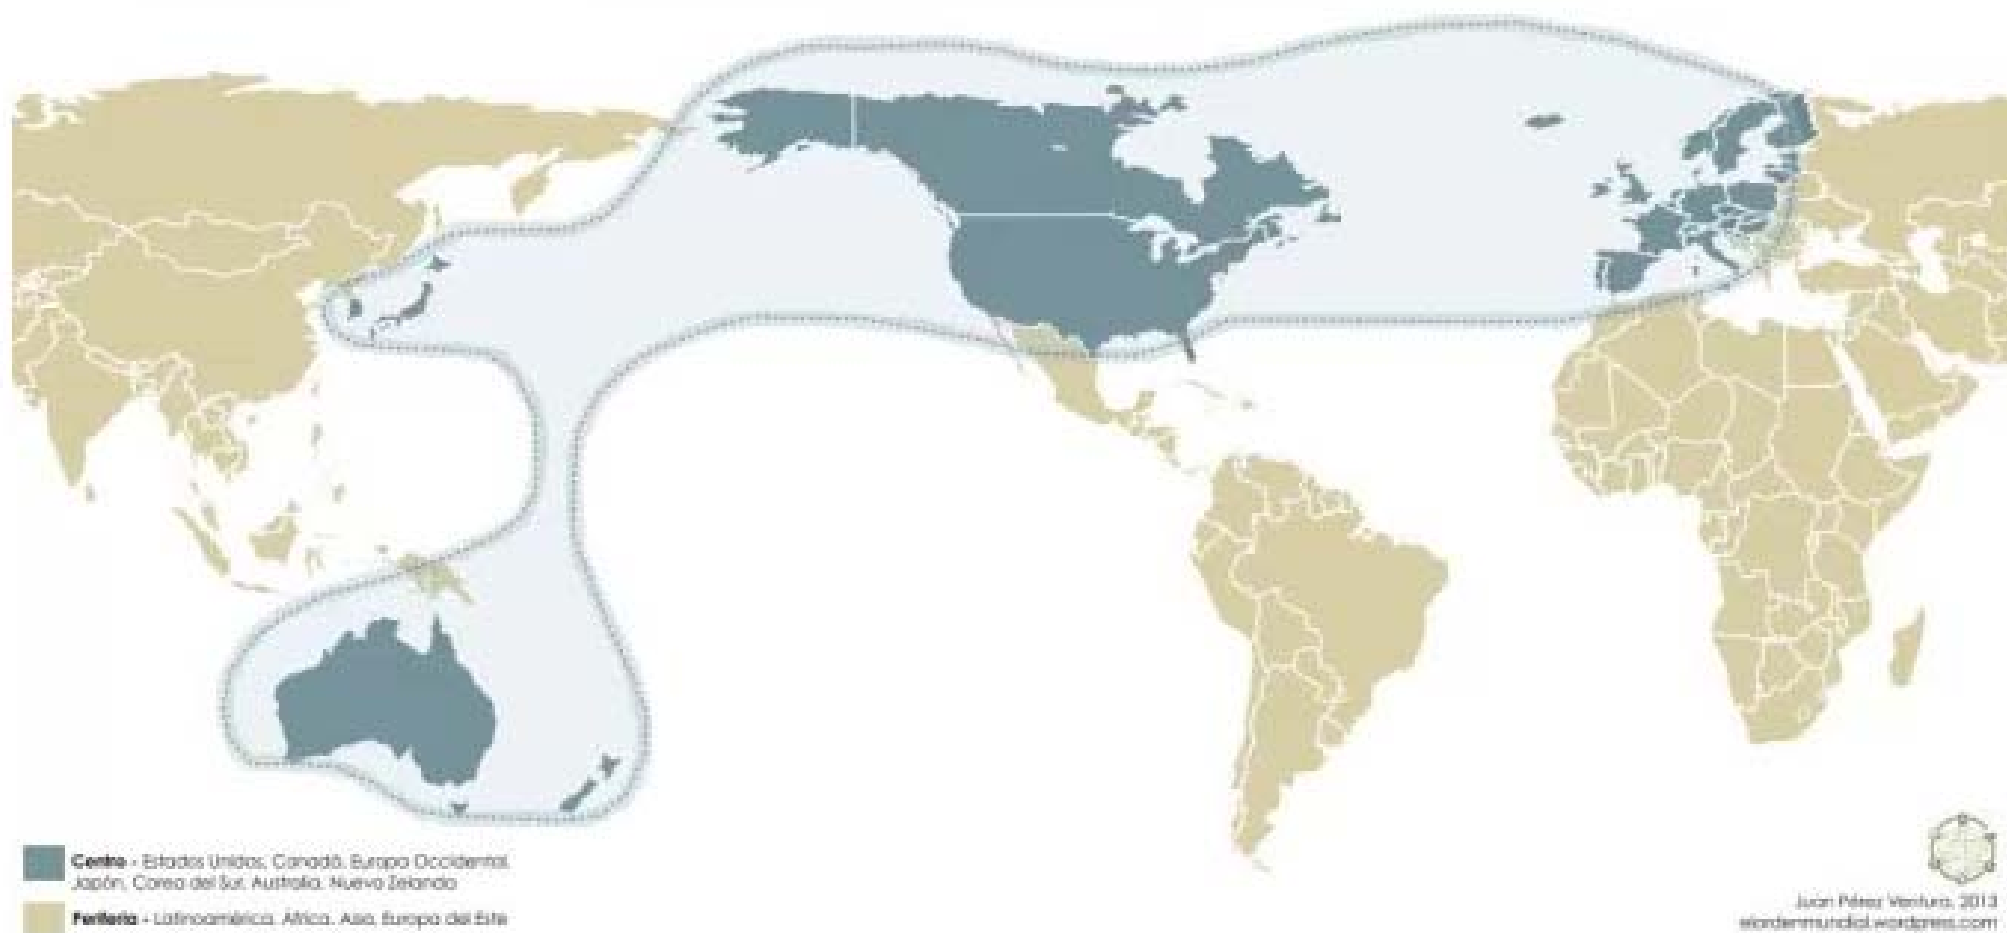 Centro - Estados Unidos, Canadá, Europa Occidental,
Japón, Corea del Sur, Australia, Nueva Zelanda
Periferia - Latinoamérica, África, Asia, Europa del Este
Juan Pérez Ventura, 2013
elordenmundial.wordpress.com